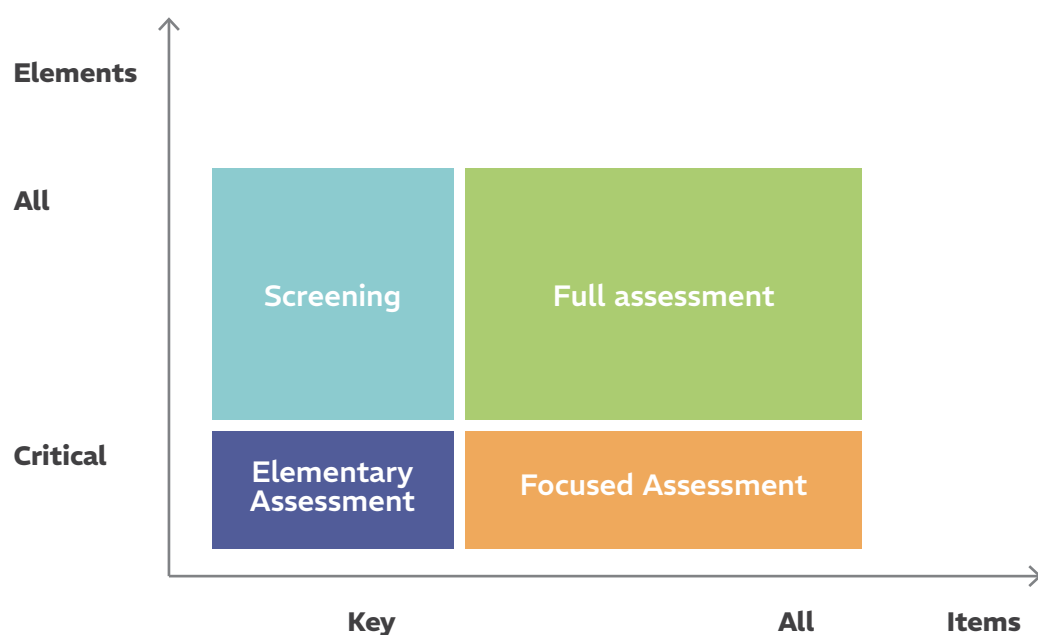 Elements
All
Screening
Full assessment
Critical
Elementary
Assessment
Focused Assessment
Key
All
Items